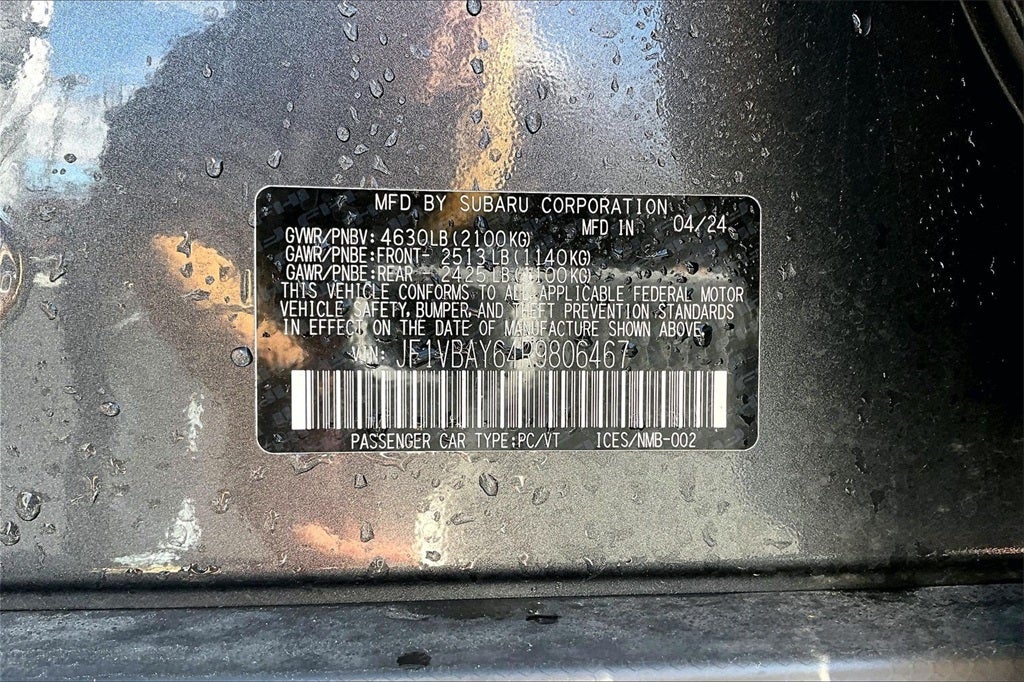 MFD BY SUBARU CORPORATION
MFD IN 04/24
GVWR/PNBV: 4630LB(2100KG)
GAWR/PNBE:FRONT- 2513LB(1140KG)
GAWR/PNBE:REAR - 2425LB(1100KG)
THIS VEHICLE CONFORMS TO ALL APPLICABLE FEDERAL MOTOR
VEHICLE SAFETY, BUMPER, AND THEFT PREVENTION STANDARDS
IN EFFECT ON THE DATE OF MANUFACTURE SHOWN ABOVE.
VIN: JF1VBAY64R9806467
PASSENGER CAR TYPE:PC/VT ICES/NMB-002